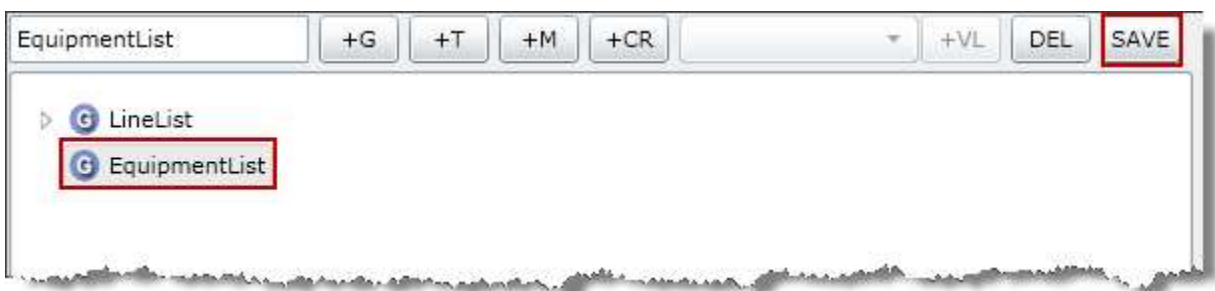 EquipmentList +G +T +M +CR +VL DEL SAVE
G LineList
G EquipmentList